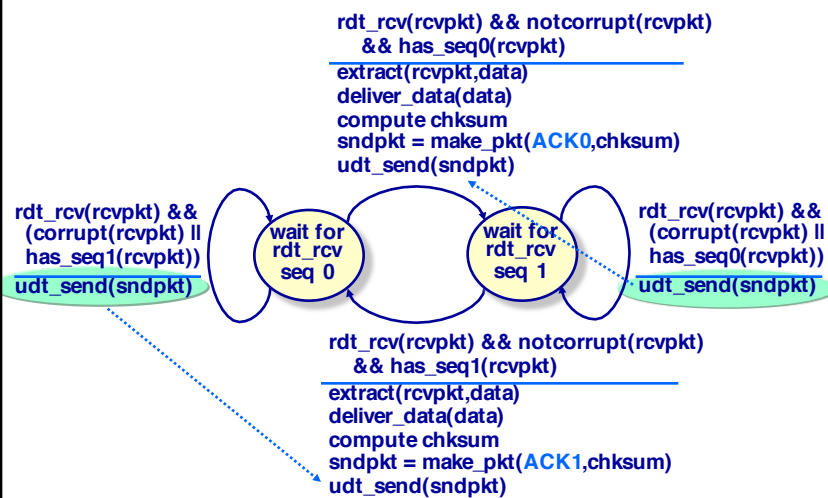 rdt_rcv(rcvpkt) && notcorrupt(rcvpkt)
&& has_seq0(rcvpkt)
extract(rcvpkt,data)
deliver_data(data)
compute chksum
sndpkt = make_pkt(ACK0,chksum)
udt_send(sndpkt)
rdt_rcv(rcvpkt) &&
(corrupt(rcvpkt) ||
has_seq1(rcvpkt))
udt_send(sndpkt)
wait for
rdt_rcv
seq 0
wait for
rdt_rcv
seq 1
rdt_rcv(rcvpkt) &&
(corrupt(rcvpkt) ||
has_seq0(rcvpkt))
udt_send(sndpkt)
rdt_rcv(rcvpkt) && notcorrupt(rcvpkt)
&& has_seq1(rcvpkt)
extract(rcvpkt,data)
deliver_data(data)
compute chksum
sndpkt = make_pkt(ACK1,chksum)
udt_send(sndpkt)